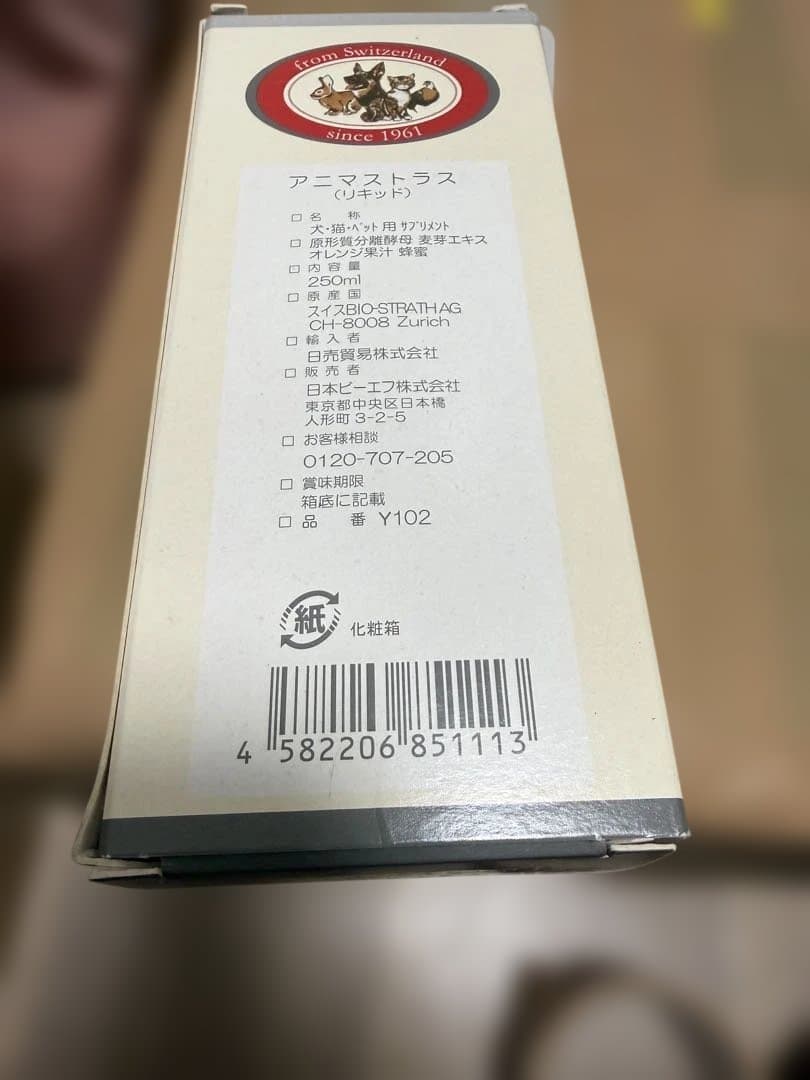 from Switzerland
since 1961
アニマストラス
(リキッド)
□ 名 称
犬・猫・ペット用サプリメント
□ 原形質分離酵母 麦芽エキス
オレンジ果汁 蜂蜜
□ 内容量
250ml
□ 原産国
スイスBIO-STRATH AG
CH-8008 Zurich
□ 輸入者
日売貿易株式会社
□ 販売者
日本ビーエフ株式会社
東京都中央区日本橋
人形町3-2-5
□ お客様相談
0120-707-205
□ 賞味期限
箱底に記載
□ 品 番 Y102
紙 化粧箱
4 582206 851113